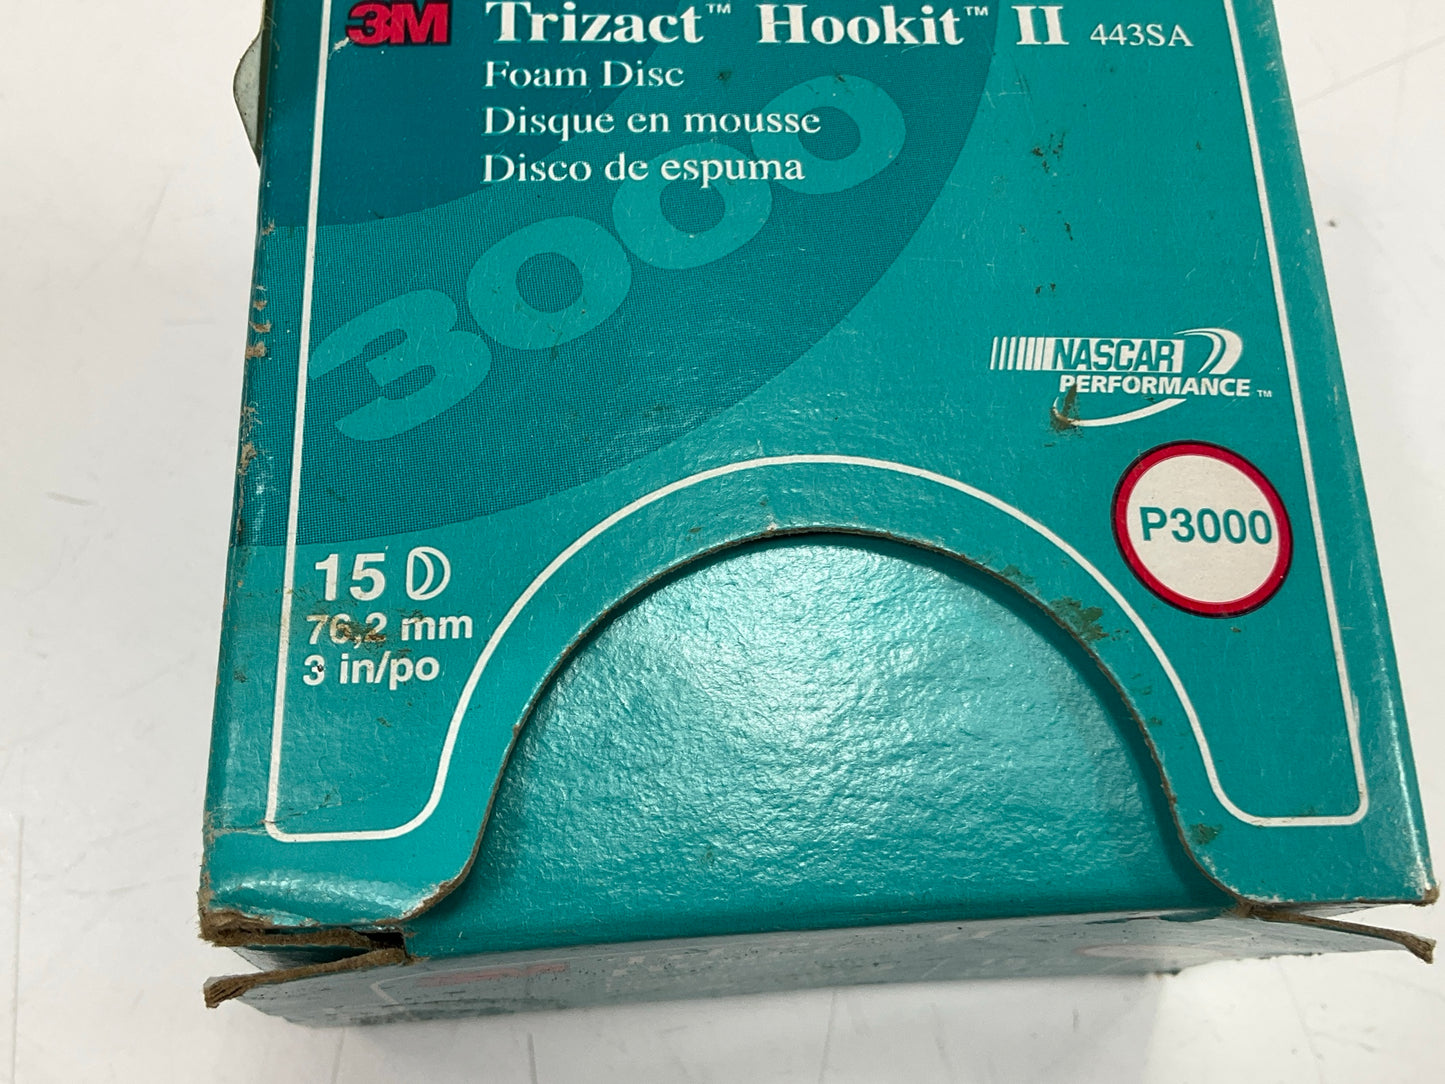 3M Trizact™ Hookit™ II 443SA
Foam Disc
Disque en mousse
Disco de espuma
3000
NASCAR
PERFORMANCE™
P3000
15
76,2 mm
3 in/po